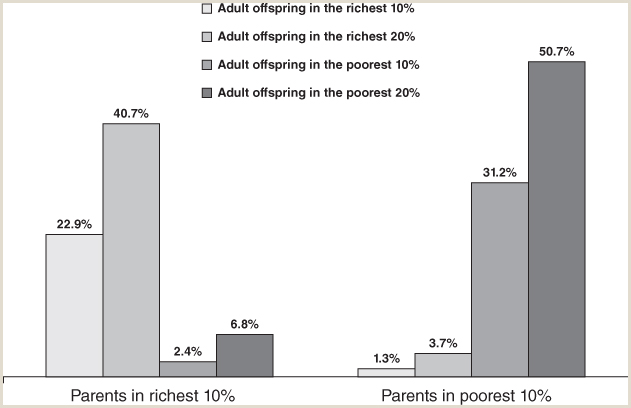 Adult offspring in the richest 10%
Adult offspring in the richest 20%
Adult offspring in the poorest 10%
Adult offspring in the poorest 20%
22.9%
40.7%
2.4%
6.8%
1.3%
3.7%
31.2%
50.7%
Parents in richest 10%
Parents in poorest 10%